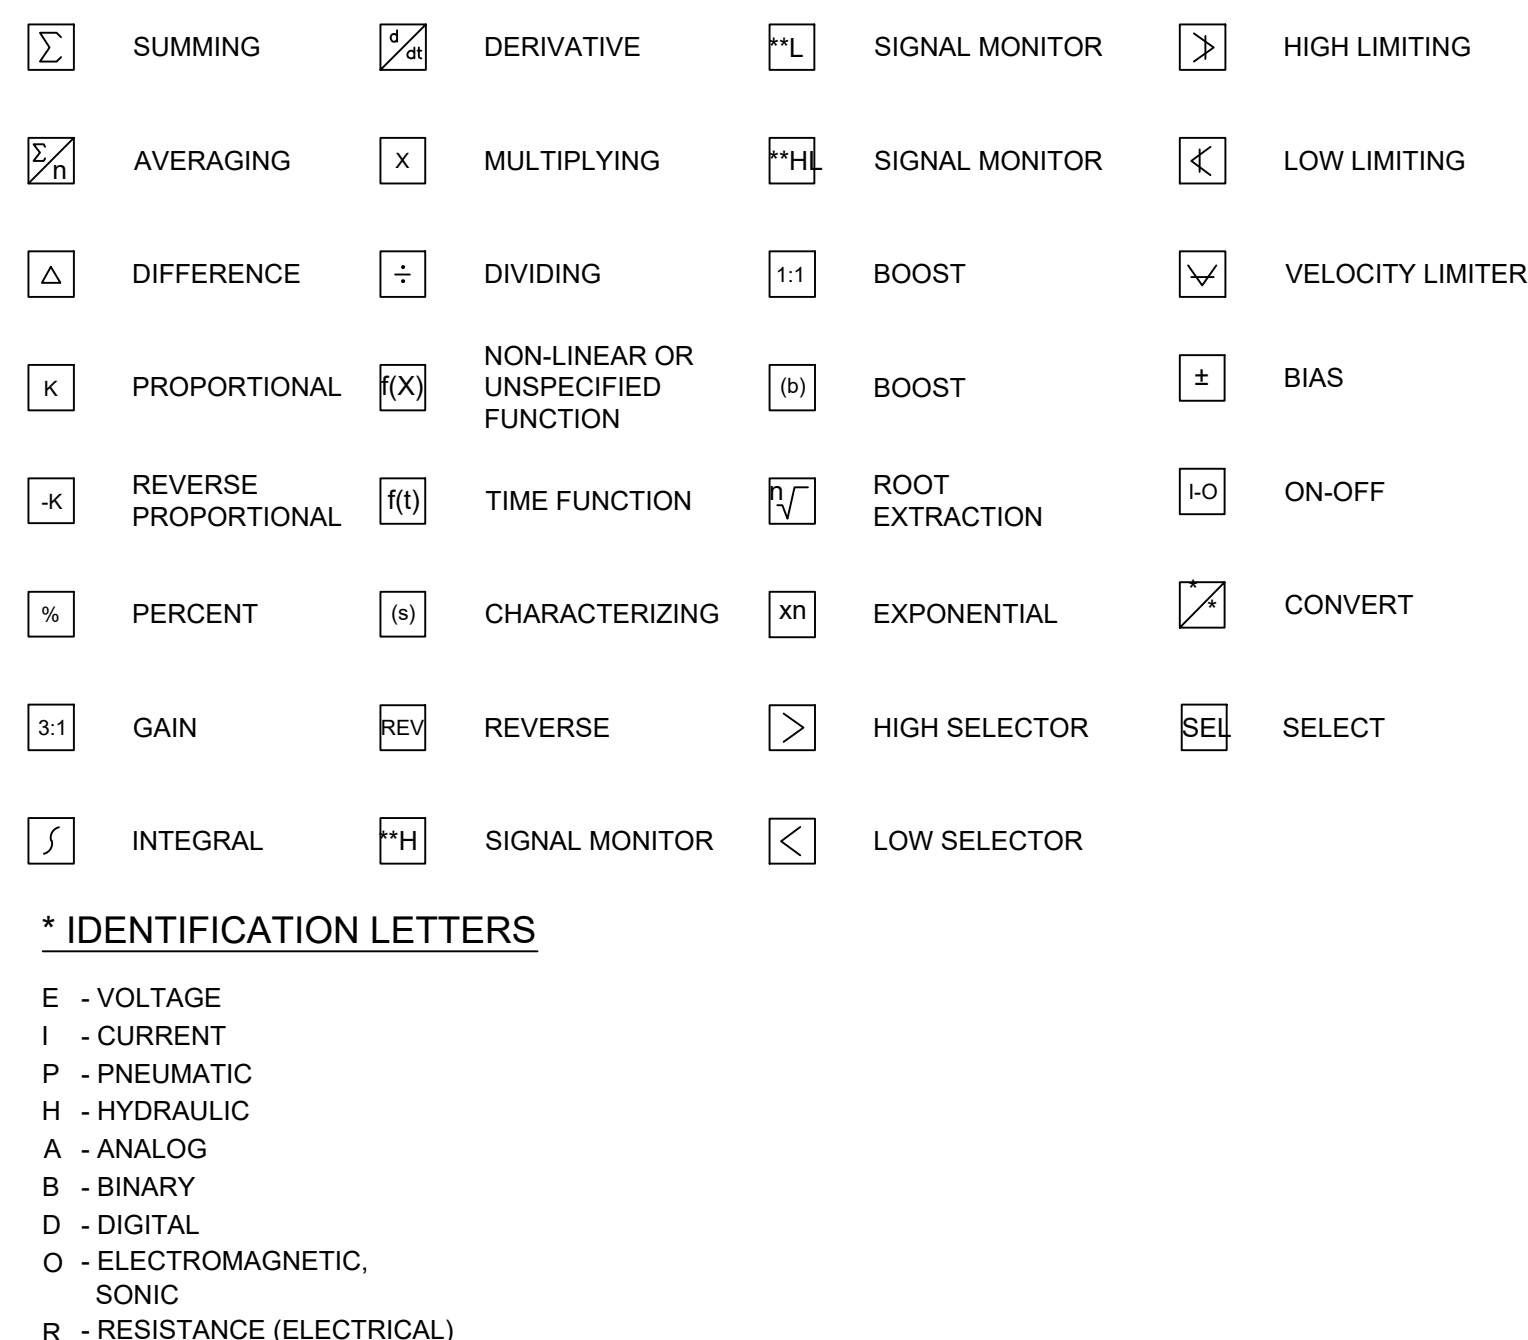 Σ SUMMING
d/dt DERIVATIVE
**L SIGNAL MONITOR
HIGH LIMITING
Σ/n AVERAGING
X MULTIPLYING
**HL SIGNAL MONITOR
LOW LIMITING
△ DIFFERENCE
÷ DIVIDING
1:1 BOOST
VELOCITY LIMITER
K PROPORTIONAL
f(X) NON-LINEAR OR
UNSPECIFIED
FUNCTION
(b) BOOST
± BIAS
-K REVERSE
PROPORTIONAL
f(t) TIME FUNCTION
n√ ROOT
EXTRACTION
I-O ON-OFF
% PERCENT
(s) CHARACTERIZING
xn EXPONENTIAL
*/* CONVERT
3:1 GAIN
REV REVERSE
> HIGH SELECTOR
SEL SELECT
∫ INTEGRAL
**H SIGNAL MONITOR
< LOW SELECTOR
* IDENTIFICATION LETTERS
E - VOLTAGE
I - CURRENT
P - PNEUMATIC
H - HYDRAULIC
A - ANALOG
B - BINARY
D - DIGITAL
O - ELECTROMAGNETIC,
SONIC
R - RESISTANCE (ELECTRICAL)